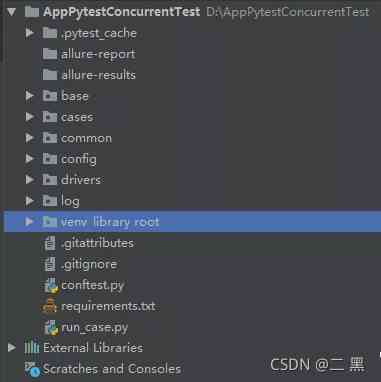 AppPytestConcurrentTest D:\AppPytestConcurrentTest
.pytest_cache
allure-report
allure-results
base
cases
common
config
drivers
log
venv library root
.gitattributes
.gitignore
conftest.py
requirements.txt
run_case.py
External Libraries
Scratches and Consoles
CSDN @二 黑